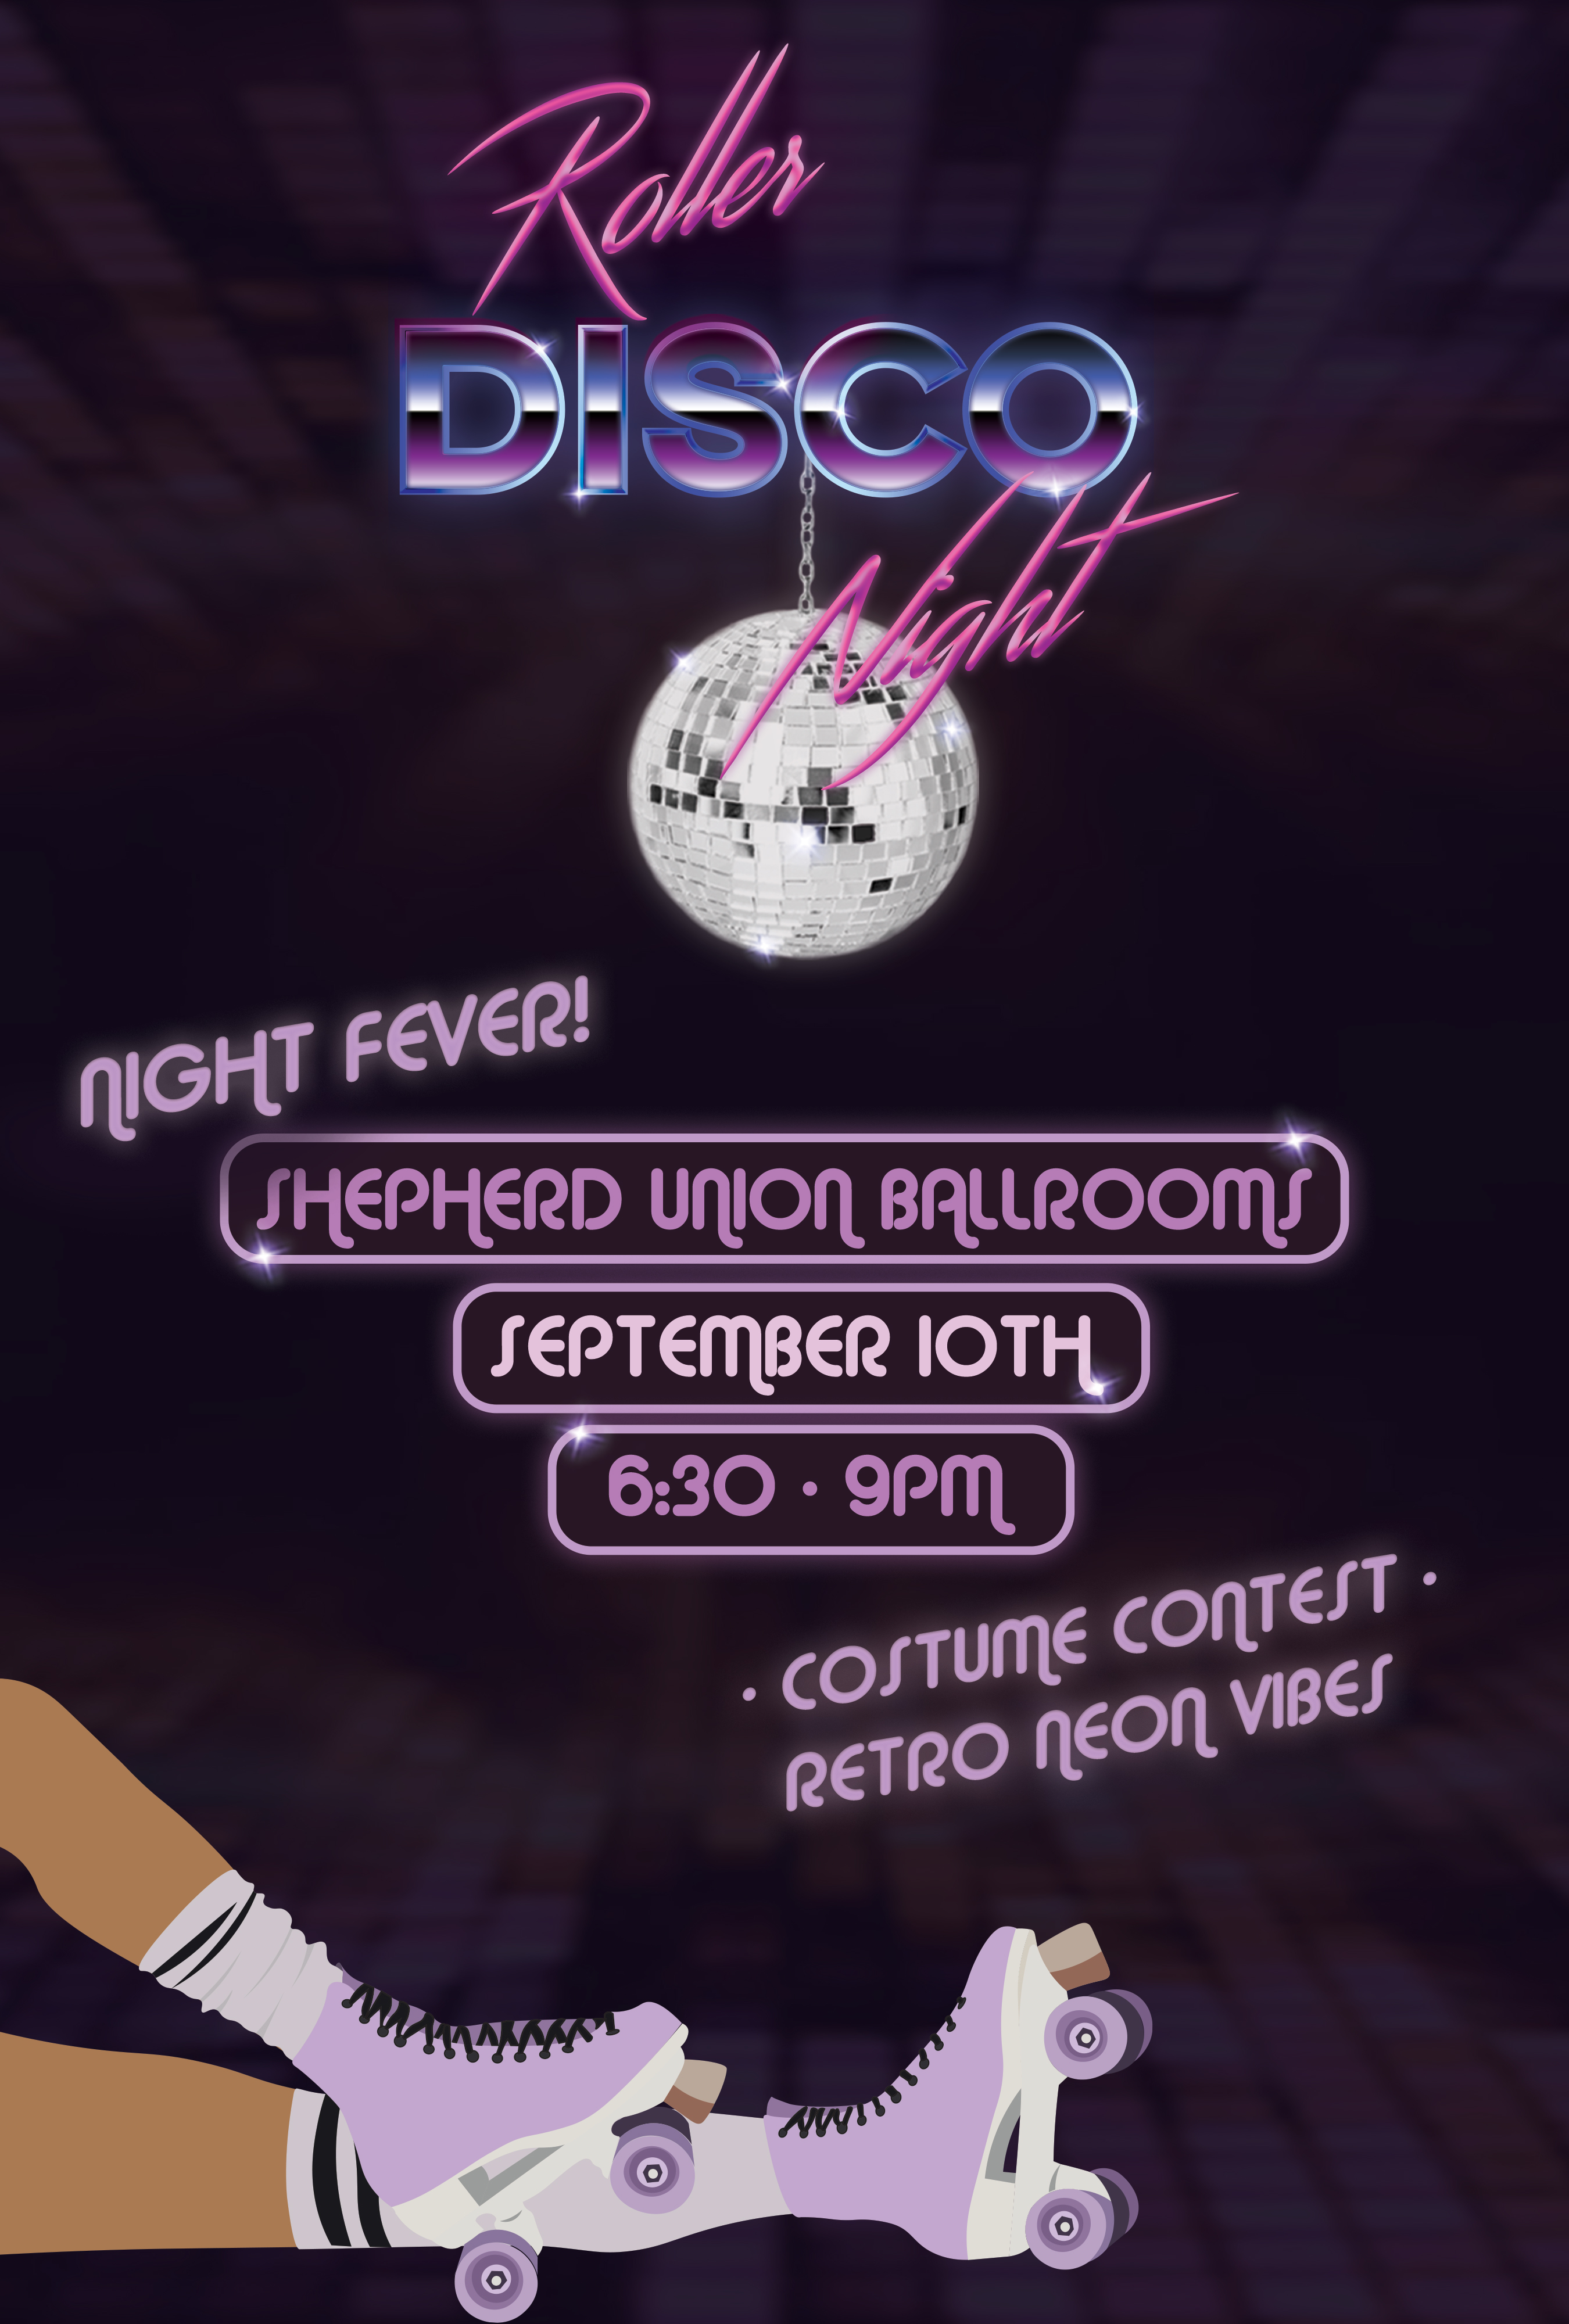 Roller
DISCO
Night
NIGHT FEVER!
SHEPHERD UNION BALLROOMS
SEPTEMBER 10TH
6:30 • 9PM
• COSTUME CONTEST •
RETRO NEON VIBES